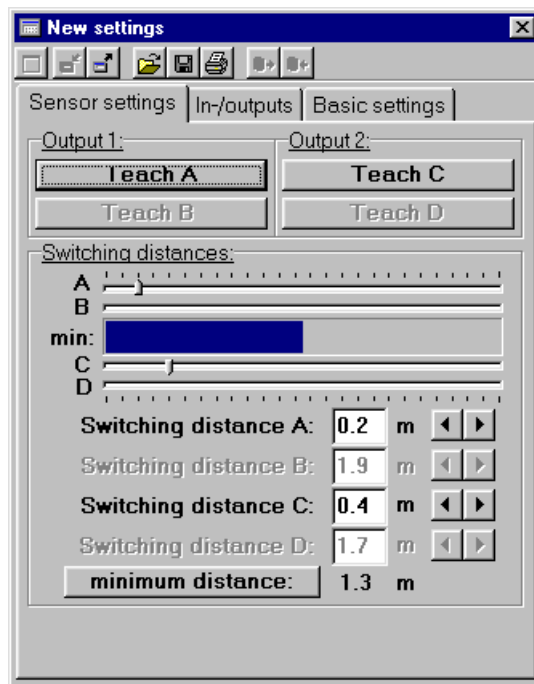 New settings
Sensor settings In-/outputs Basic settings
Output 1: Output 2:
Teach A Teach C
Teach B Teach D
Switching distances:
A
B
min:
C
D
Switching distance A: 0.2 m
Switching distance B: 1.9 m
Switching distance C: 0.4 m
Switching distance D: 1.7 m
minimum distance: 1.3 m